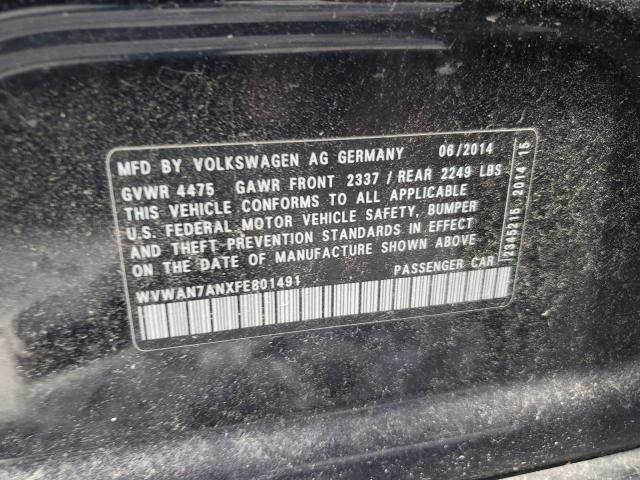 MFD BY VOLKSWAGEN AG GERMANY 06/2014
GVWR 4475 GAWR FRONT 2337 / REAR 2249 LBS
THIS VEHICLE CONFORMS TO ALL APPLICABLE
U.S. FEDERAL MOTOR VEHICLE SAFETY, BUMPER
AND THEFT PREVENTION STANDARDS IN EFFECT
ON THE DATE OF MANUFACTURE SHOWN ABOVE
WVWAN7ANXFE801491 PASSENGER CAR
2345215 2014 15